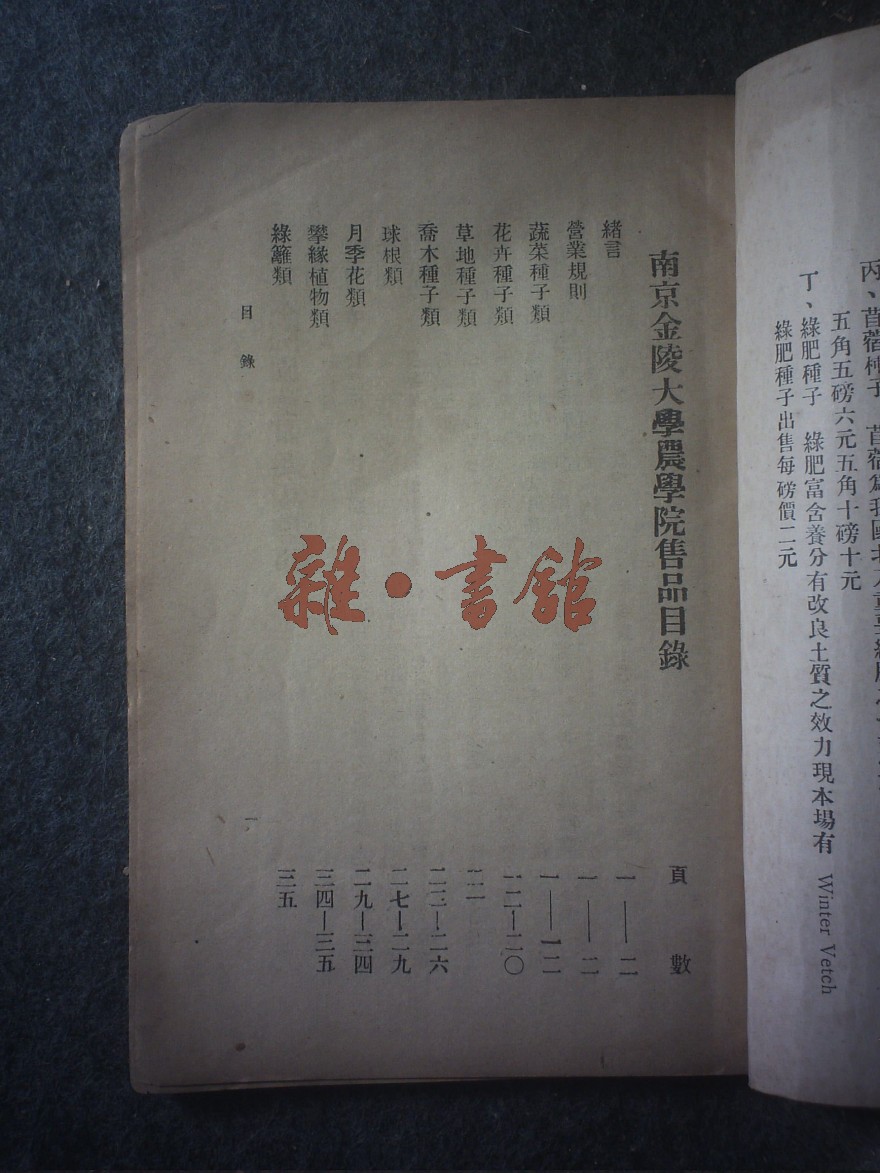 五角五磅六元五角十磅十元
丁、綠肥種子 綠肥富含養分有改良土質之效力現本場有 Winter Vetch
綠肥種子出售每磅價二元
南京金陵大學農學院售品目錄 頁數
緒言 一——二
營業規則 一——二
蔬菜種子類 一——一二
花卉種子類 一二—二〇
草地種子類
喬木種子類 二三—二六
球根類 二七—二九
月季花類 二九—三四
攀緣植物類 三四—三五
綠籬類 三五
目錄 一
雜·書館